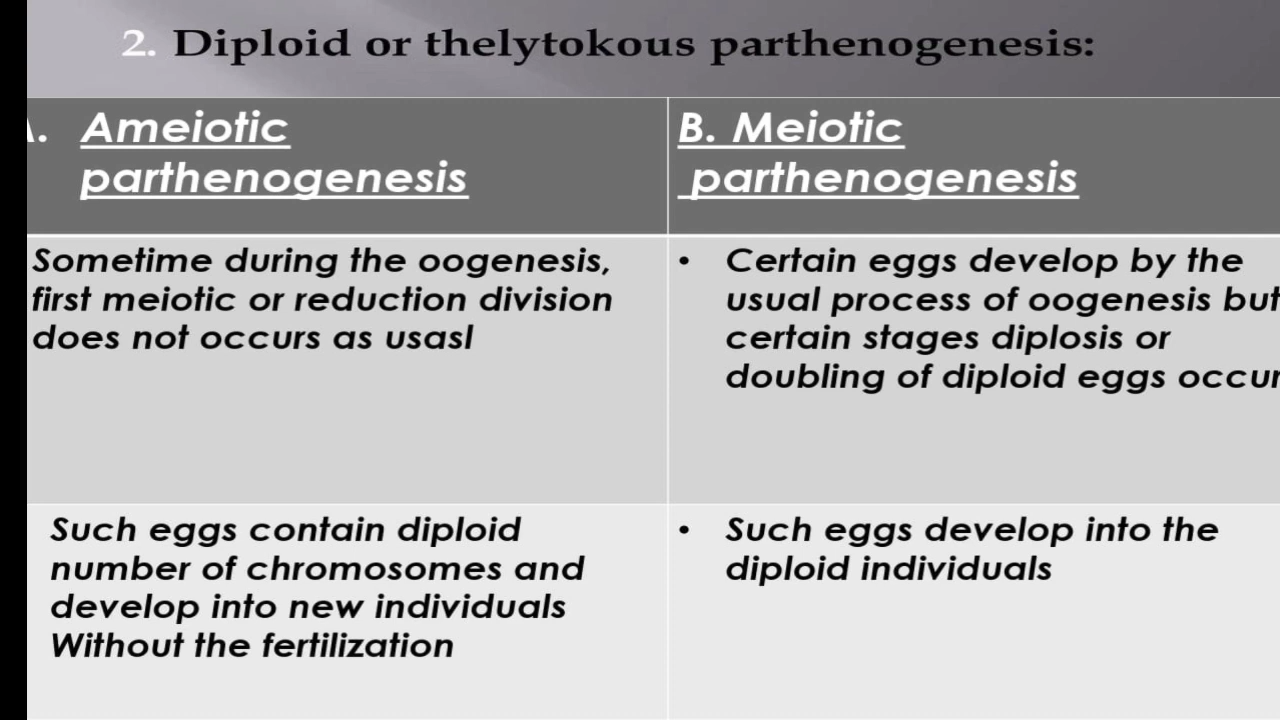 2. Diploid or thelytokous parthenogenesis:
A. Ameiotic
parthenogenesis
B. Meiotic
parthenogenesis
Sometime during the oogenesis,
first meiotic or reduction division
does not occurs as usasl
• Certain eggs develop by the
usual process of oogenesis but
certain stages diplosis or
doubling of diploid eggs occur
Such eggs contain diploid
number of chromosomes and
develop into new individuals
Without the fertilization
• Such eggs develop into the
diploid individuals